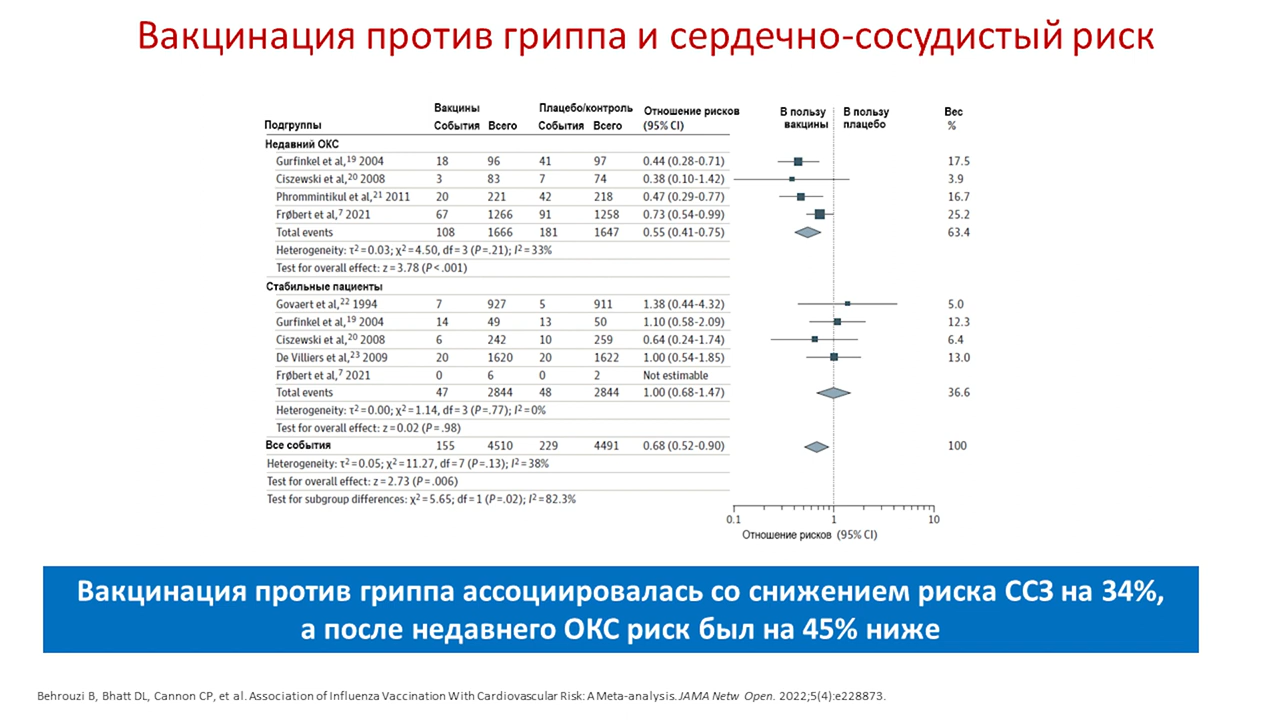 Вакцинация против гриппа и сердечно-сосудистый риск
Вакцины Плацебо/контроль Отношение рисков В пользу В пользу Вес
Подгруппы События Всего События Всего (95% CI) вакцины плацебо %
Недавний ОКС
Gurfinkel et al,19 2004 18 96 41 97 0.44 (0.28-0.71) 17.5
Ciszewski et al,20 2008 3 83 7 74 0.38 (0.10-1.42) 3.9
Phrommintikul et al,21 2011 20 221 42 218 0.47 (0.29-0.77) 16.7
Frøbert et al,7 2021 67 1266 91 1258 0.73 (0.54-0.99) 25.2
Total events 108 1666 181 1647 0.55 (0.41-0.75) 63.4
Heterogeneity: τ2=0.03; χ2=4.50, df=3 (P=.21); I2=33%
Test for overall effect: z=3.78 (P<.001)
Стабильные пациенты
Govaert et al,22 1994 7 927 5 911 1.38 (0.44-4.32) 5.0
Gurfinkel et al,19 2004 14 49 13 50 1.10 (0.58-2.09) 12.3
Ciszewski et al,20 2008 6 242 10 259 0.64 (0.24-1.74) 6.4
De Villiers et al,23 2009 20 1620 20 1622 1.00 (0.54-1.85) 13.0
Frøbert et al,7 2021 0 6 0 2 Not estimable
Total events 47 2844 48 2844 1.00 (0.68-1.47) 36.6
Heterogeneity: τ2=0.00; χ2=1.14, df=3 (P=.77); I2=0%
Test for overall effect: z=0.02 (P=.98)
Все события 155 4510 229 4491 0.68 (0.52-0.90) 100
Heterogeneity: τ2=0.05; χ2=11.27, df=7 (P=.13); I2=38%
Test for overall effect: z=2.73 (P=.006)
Test for subgroup differences: χ2=5.65; df=1 (P=.02); I2=82.3%
0.1 1 10
Отношение рисков (95% CI)
Вакцинация против гриппа ассоциировалась со снижением риска ССЗ на 34%,
а после недавнего ОКС риск был на 45% ниже
Behrouzi B, Bhatt DL, Cannon CP, et al. Association of Influenza Vaccination With Cardiovascular Risk: A Meta-analysis. JAMA Netw Open. 2022;5(4):e228873.